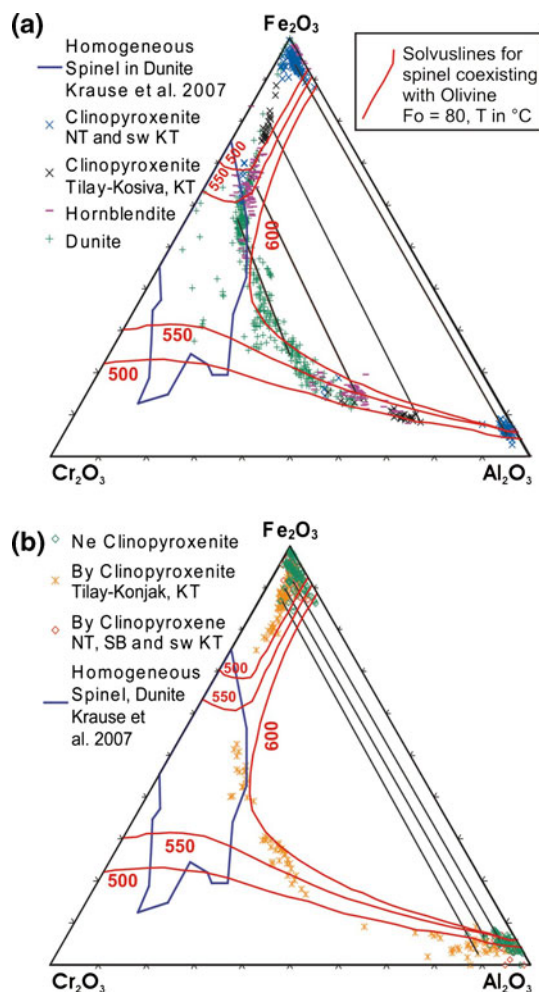 (a)
Fe₂O₃
Homogeneous
Spinel in Dunite
Krause et al. 2007
Clinopyroxenite
NT and sw KT
Clinopyroxenite
Tilay-Kosiva, KT
Hornblendite
Dunite
Solvuslines for
spinel coexisting
with Olivine
Fo = 80, T in °C
500
550
600
550
500
Cr₂O₃
Al₂O₃
(b)
Fe₂O₃
Ne Clinopyroxenite
By Clinopyroxenite
Tilay-Konjak, KT
By Clinopyroxene
NT, SB and sw KT
Homogeneous
Spinel, Dunite
Krause et
al. 2007
500
550
600
550
500
Cr₂O₃
Al₂O₃